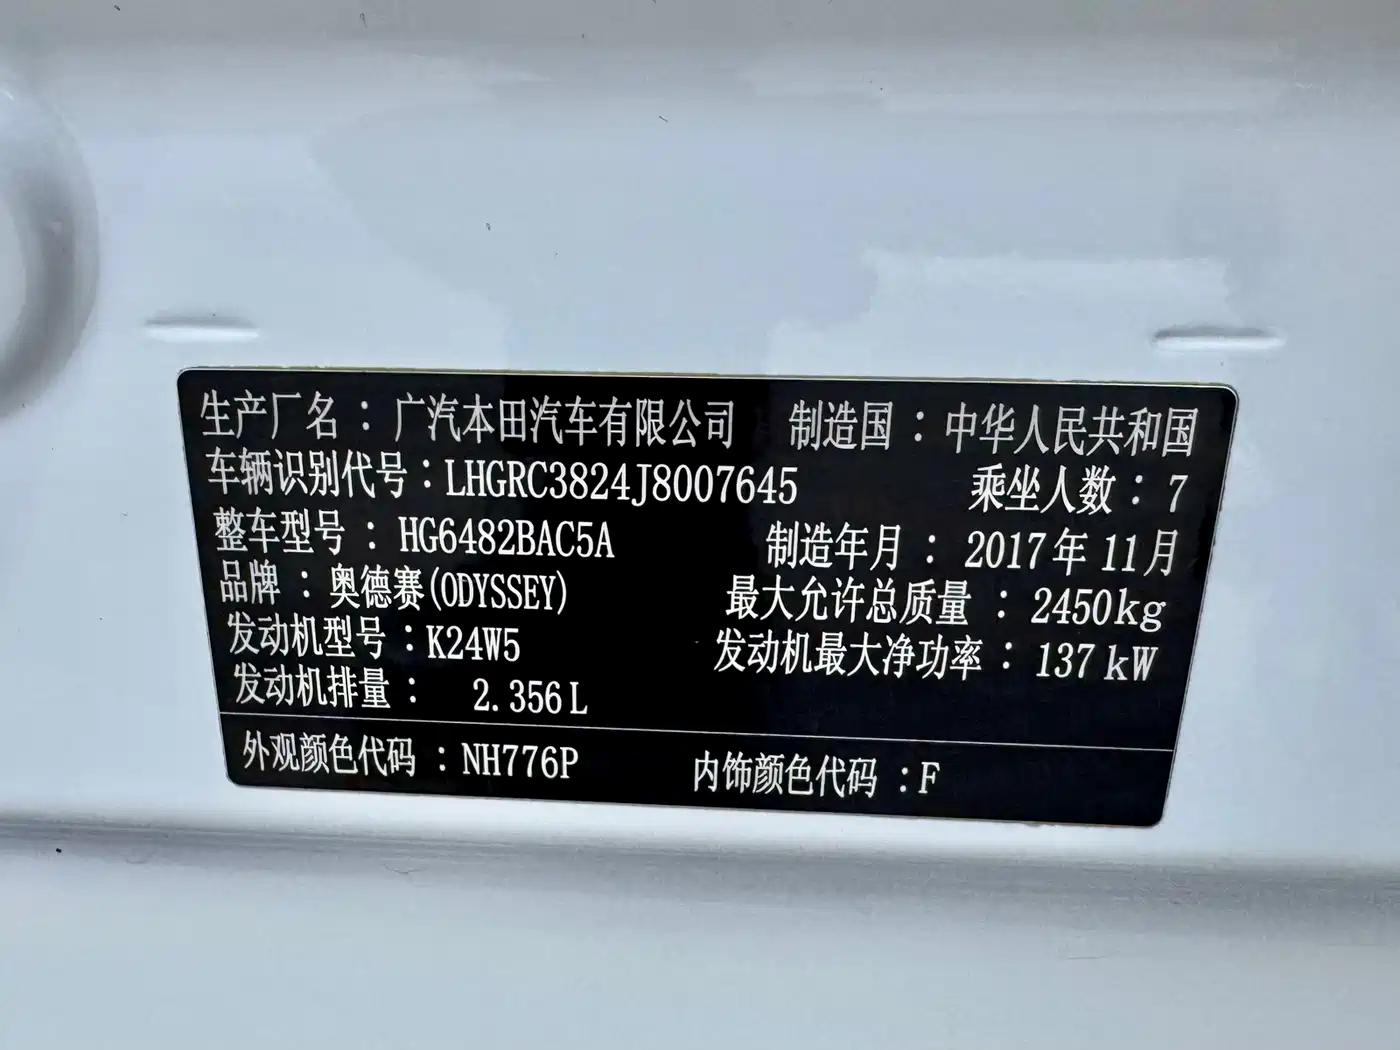 生产厂名：广汽本田汽车有限公司 制造国：中华人民共和国
车辆识别代号：LHGRC3824J8007645 乘坐人数：7
整车型号：HG6482BAC5A 制造年月：2017年11月
品牌：奥德赛(ODYSSEY) 最大允许总质量：2450kg
发动机型号：K24W5 发动机最大净功率：137kW
发动机排量：2.356L
外观颜色代码：NH776P 内饰颜色代码：F